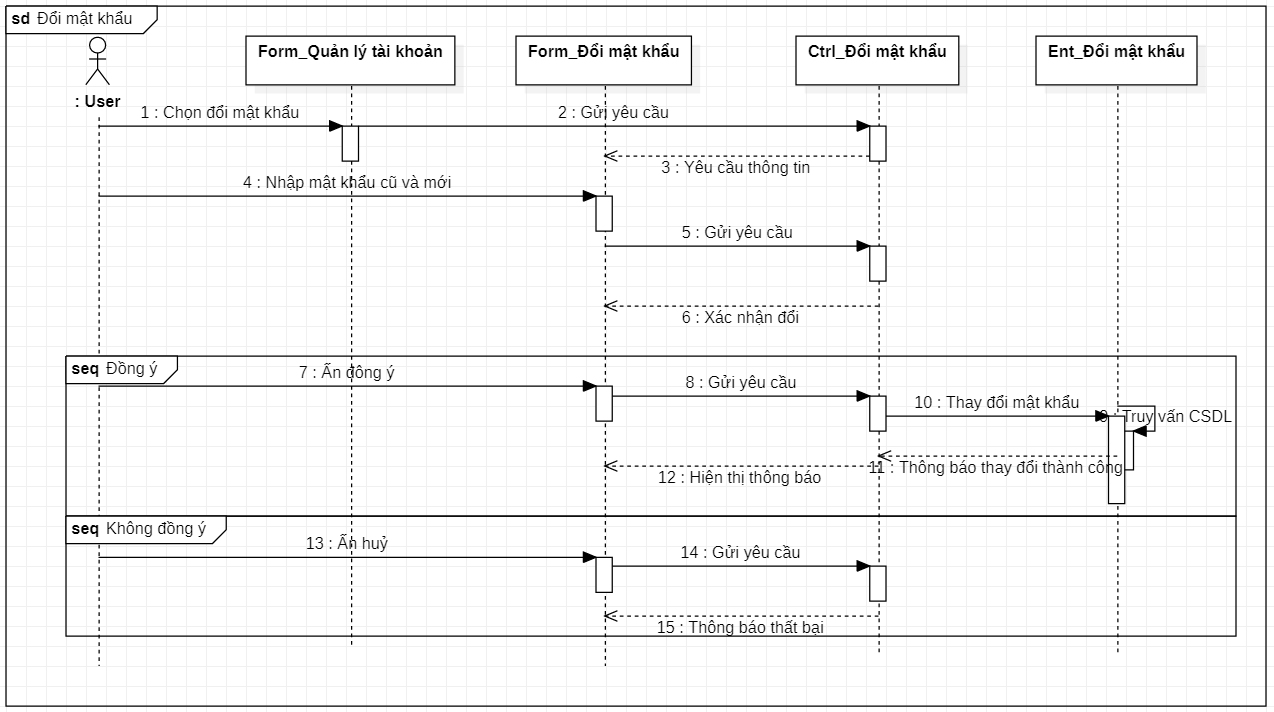 sd Đổi mật khẩu
: User
Form_Quản lý tài khoản
Form_Đổi mật khẩu
Ctrl_Đổi mật khẩu
Ent_Đổi mật khẩu
1 : Chọn đổi mật khẩu
2 : Gửi yêu cầu
3 : Yêu cầu thông tin
4 : Nhập mật khẩu cũ và mới
5 : Gửi yêu cầu
6 : Xác nhận đổi
seq Đồng ý
7 : Ấn đông ý
8 : Gửi yêu cầu
10 : Thay đổi mật khẩu
9 : Truy vấn CSDL
11 : Thông báo thay đổi thành công
12 : Hiện thị thông báo
seq Không đồng ý
13 : Ấn huỷ
14 : Gửi yêu cầu
15 : Thông báo thất bại